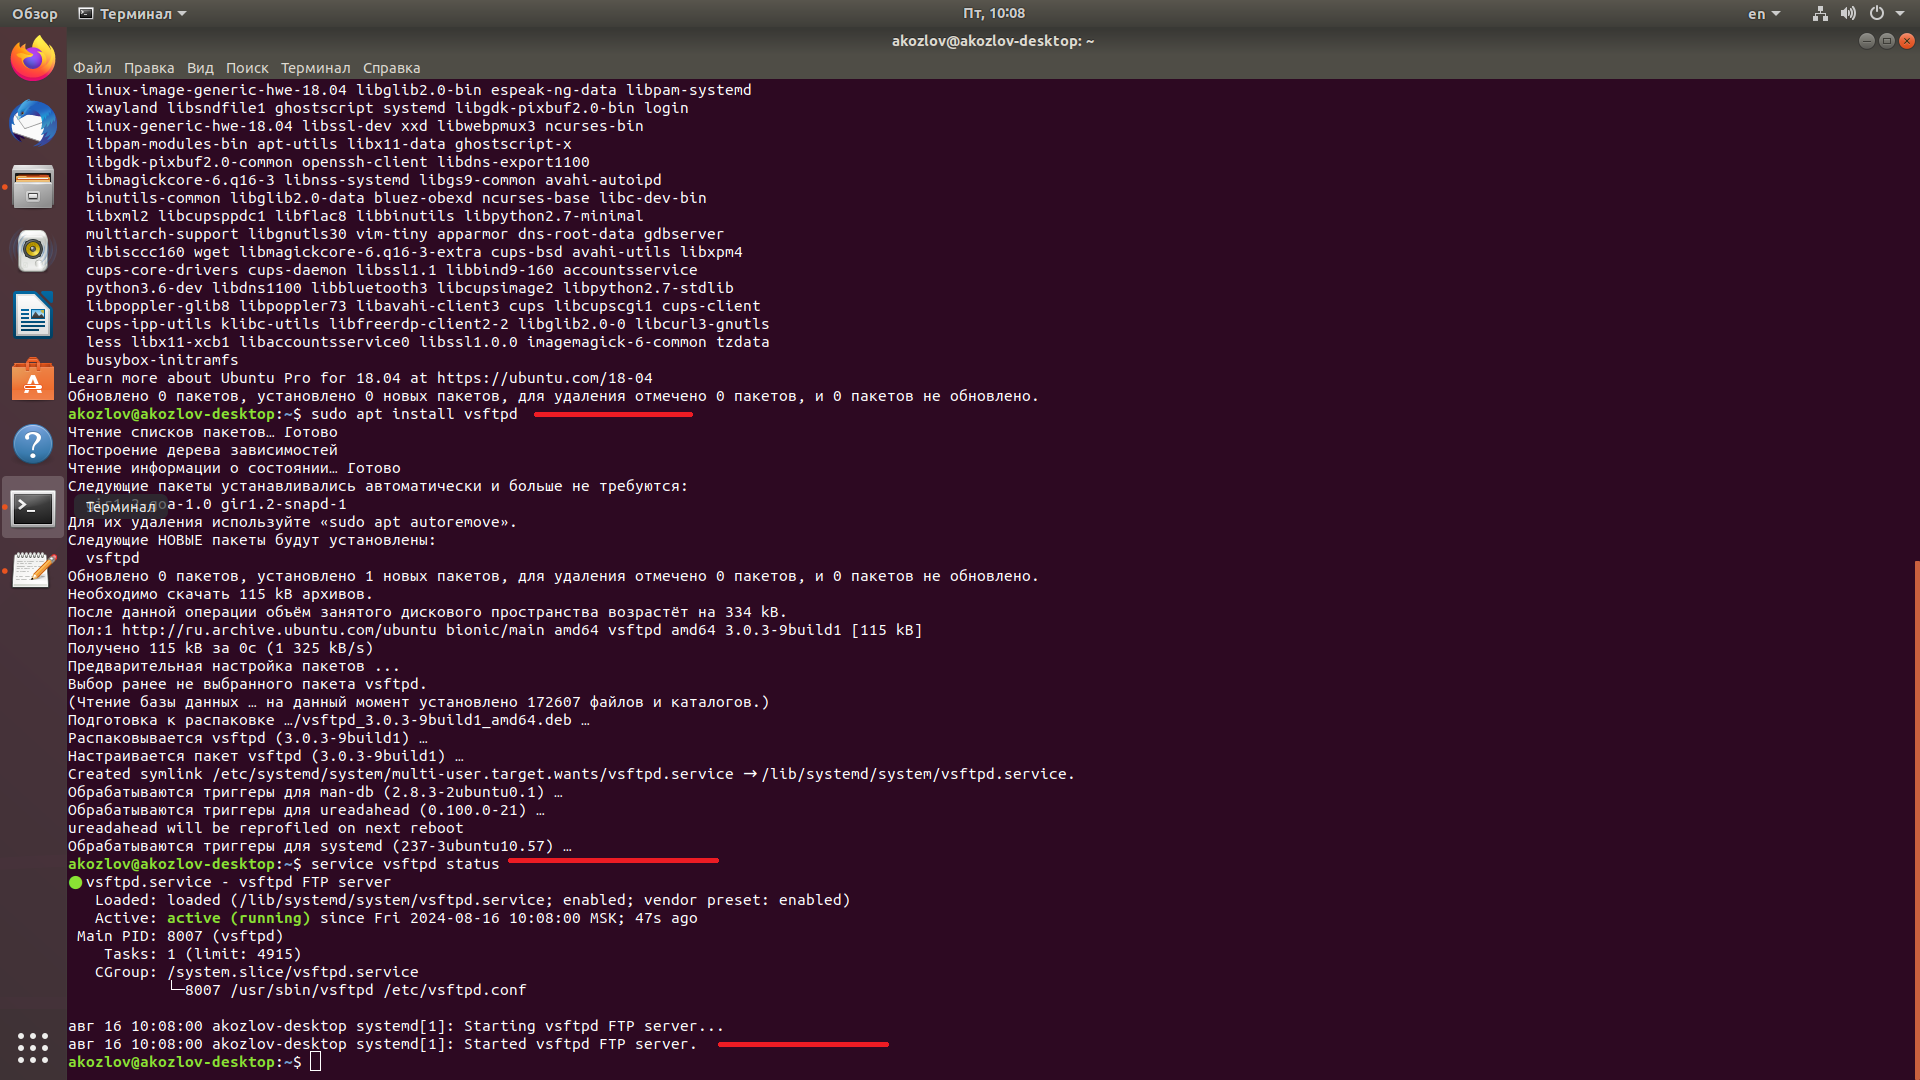 Обзор Терминал Пт, 10:08 en
akozlov@akozlov-desktop: ~
Файл Правка Вид Поиск Терминал Справка
linux-image-generic-hwe-18.04 libglib2.0-bin espeak-ng-data libpam-systemd
xwayland libsndfile1 ghostscript systemd libgdk-pixbuf2.0-bin login
linux-generic-hwe-18.04 libssl-dev xxd libwebpmux3 ncurses-bin
libpam-modules-bin apt-utils libx11-data ghostscript-x
libgdk-pixbuf2.0-common openssh-client libdns-export1100
libmagickcore-6.q16-3 libnss-systemd libgs9-common avahi-autoipd
binutils-common libglib2.0-data bluez-obexd ncurses-base libc-dev-bin
libxml2 libcupsppdc1 libflac8 libbinutils libpython2.7-minimal
multiarch-support libgnutls30 vim-tiny apparmor dns-root-data gdbserver
libisccc160 wget libmagickcore-6.q16-3-extra cups-bsd avahi-utils libxpm4
cups-core-drivers cups-daemon libssl1.1 libbind9-160 accountsservice
python3.6-dev libdns1100 libbluetooth3 libcupsimage2 libpython2.7-stdlib
libpoppler-glib8 libpoppler73 libavahi-client3 cups libcupscgi1 cups-client
cups-ipp-utils klibc-utils libfreerdp-client2-2 libglib2.0-0 libcurl3-gnutls
less libx11-xcb1 libaccountsservice0 libssl1.0.0 imagemagick-6-common tzdata
busybox-initramfs
Learn more about Ubuntu Pro for 18.04 at https://ubuntu.com/18-04
Обновлено 0 пакетов, установлено 0 новых пакетов, для удаления отмечено 0 пакетов, и 0 пакетов не обновлено.
akozlov@akozlov-desktop:~$ sudo apt install vsftpd
Чтение списков пакетов… Готово
Построение дерева зависимостей
Чтение информации о состоянии… Готово
Следующие пакеты устанавливались автоматически и больше не требуются:
gir1.2-goa-1.0 gir1.2-snapd-1
Терминал
Для их удаления используйте «sudo apt autoremove».
Следующие НОВЫЕ пакеты будут установлены:
vsftpd
Обновлено 0 пакетов, установлено 1 новых пакетов, для удаления отмечено 0 пакетов, и 0 пакетов не обновлено.
Необходимо скачать 115 kB архивов.
После данной операции объём занятого дискового пространства возрастёт на 334 kB.
Пол:1 http://ru.archive.ubuntu.com/ubuntu bionic/main amd64 vsftpd amd64 3.0.3-9build1 [115 kB]
Получено 115 kB за 0с (1 325 kB/s)
Предварительная настройка пакетов ...
Выбор ранее не выбранного пакета vsftpd.
(Чтение базы данных … на данный момент установлено 172607 файлов и каталогов.)
Подготовка к распаковке …/vsftpd_3.0.3-9build1_amd64.deb …
Распаковывается vsftpd (3.0.3-9build1) …
Настраивается пакет vsftpd (3.0.3-9build1) …
Created symlink /etc/systemd/system/multi-user.target.wants/vsftpd.service → /lib/systemd/system/vsftpd.service.
Обрабатываются триггеры для man-db (2.8.3-2ubuntu0.1) …
Обрабатываются триггеры для ureadahead (0.100.0-21) …
ureadahead will be reprofiled on next reboot
Обрабатываются триггеры для systemd (237-3ubuntu10.57) …
akozlov@akozlov-desktop:~$ service vsftpd status
● vsftpd.service - vsftpd FTP server
Loaded: loaded (/lib/systemd/system/vsftpd.service; enabled; vendor preset: enabled)
Active: active (running) since Fri 2024-08-16 10:08:00 MSK; 47s ago
Main PID: 8007 (vsftpd)
Tasks: 1 (limit: 4915)
CGroup: /system.slice/vsftpd.service
└─8007 /usr/sbin/vsftpd /etc/vsftpd.conf
авг 16 10:08:00 akozlov-desktop systemd[1]: Starting vsftpd FTP server...
авг 16 10:08:00 akozlov-desktop systemd[1]: Started vsftpd FTP server.
akozlov@akozlov-desktop:~$